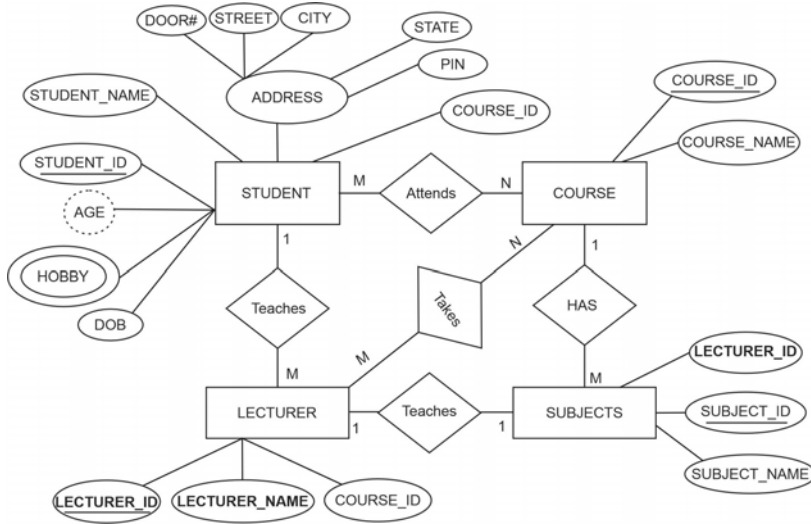 DOOR#
STREET
CITY
STATE
PIN
ADDRESS
STUDENT_NAME
COURSE_ID
COURSE_ID
COURSE_NAME
STUDENT_ID
AGE
HOBBY
DOB
STUDENT
M
Attends
N
COURSE
1
Teaches
M
N
Takes
M
1
HAS
M
LECTURER
1
Teaches
1
SUBJECTS
LECTURER_ID
SUBJECT_ID
SUBJECT_NAME
LECTURER_ID
LECTURER_NAME
COURSE_ID